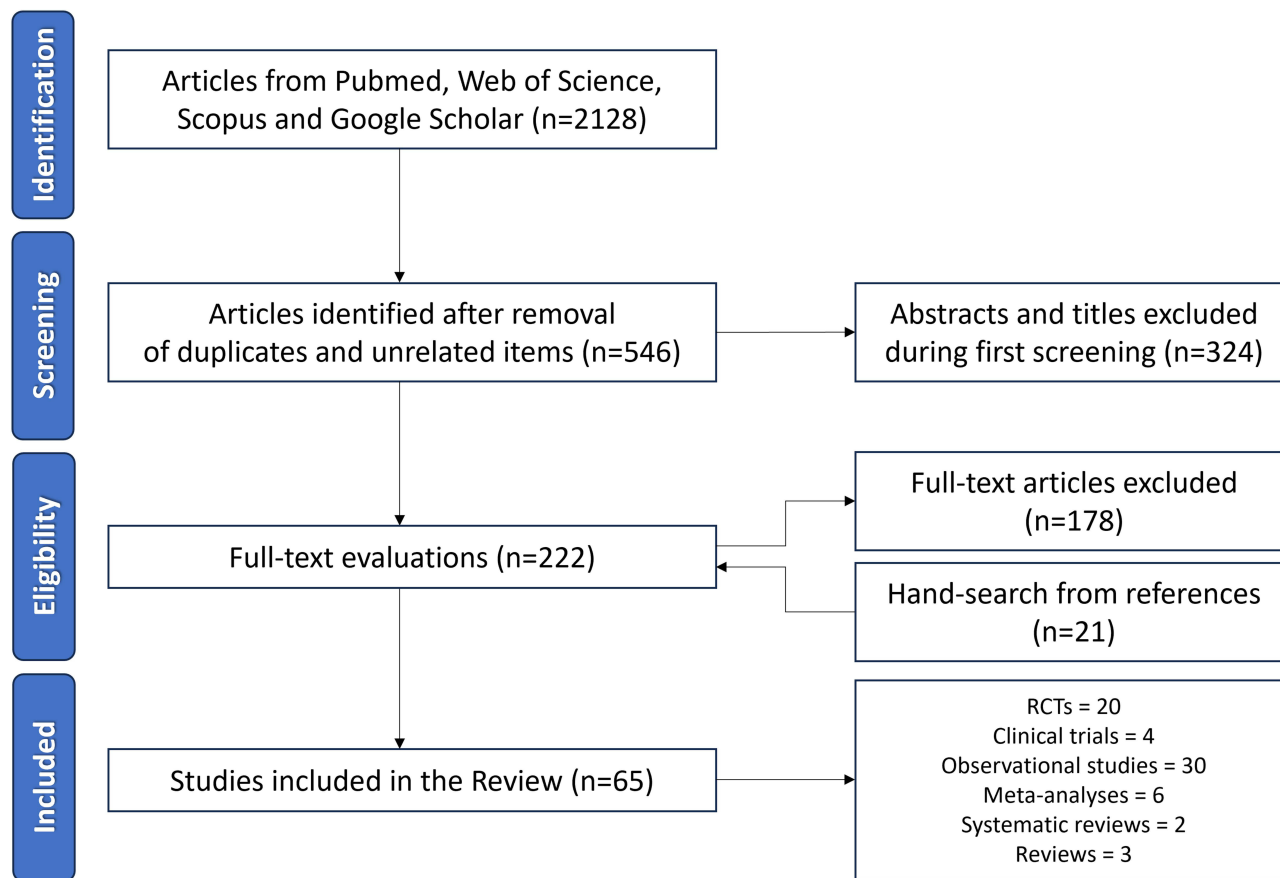 Identification
Articles from Pubmed, Web of Science,
Scopus and Google Scholar (n=2128)
Screening
Articles identified after removal
of duplicates and unrelated items (n=546)
Abstracts and titles excluded
during first screening (n=324)
Eligibility
Full-text evaluations (n=222)
Full-text articles excluded
(n=178)
Hand-search from references
(n=21)
Included
Studies included in the Review (n=65)
RCTs = 20
Clinical trials = 4
Observational studies = 30
Meta-analyses = 6
Systematic reviews = 2
Reviews = 3